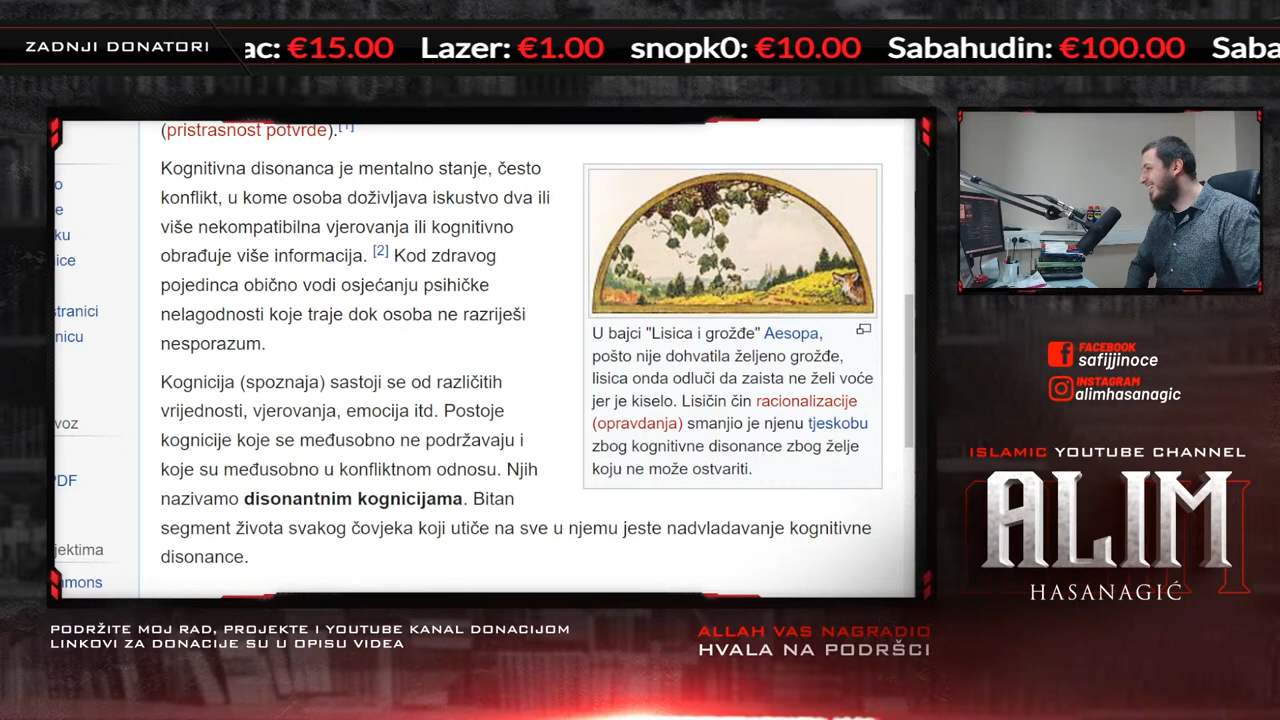 ZADNJI DONATORI
ac: €15.00 Lazer: €1.00 snopk0: €10.00 Sabahudin: €100.00 Saba
(pristrasnost potvrde).[1]
Kognitivna disonanca je mentalno stanje, često
konflikt, u kome osoba doživljava iskustvo dva ili
više nekompatibilna vjerovanja ili kognitivno
obrađuje više informacija. [2] Kod zdravog
pojedinca obično vodi osjećanju psihičke
nelagodnosti koje traje dok osoba ne razriješi
nesporazum.
Kognicija (spoznaja) sastoji se od različitih
vrijednosti, vjerovanja, emocija itd. Postoje
kognicije koje se međusobno ne podržavaju i
koje su međusobno u konfliktnom odnosu. Njih
nazivamo disonantnim kognicijama. Bitan
segment života svakog čovjeka koji utiče na sve u njemu jeste nadvladavanje kognitivne
disonance.
U bajci "Lisica i grožđe" Aesopa,
pošto nije dohvatila željeno grožđe,
lisica onda odluči da zaista ne želi voće
jer je kiselo. Lisičin čin racionalizacije
(opravdanja) smanjio je njenu tjeskobu
zbog kognitivne disonance zbog želje
koju ne može ostvariti.
o
e
ku
ice
stranici
nicu
voz
PDF
jektima
mmons
FACEBOOK
safijjinoce
INSTAGRAM
alimhasanagic
ISLAMIC YOUTUBE CHANNEL
ALIM
HASANAGIĆ
PODRŽITE MOJ RAD, PROJEKTE I YOUTUBE KANAL DONACIJOM
LINKOVI ZA DONACIJE SU U OPISU VIDEA
ALLAH VAS NAGRADIO
HVALA NA PODRŠCI